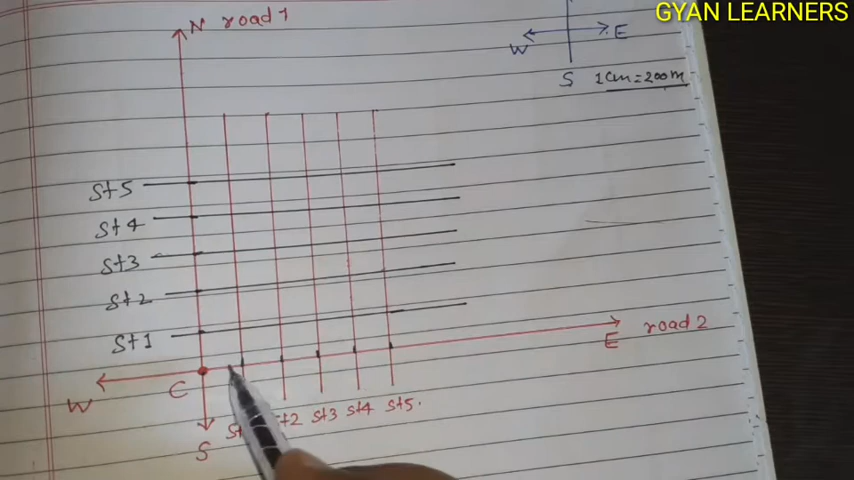 GYAN LEARNERS
N road 1
W E
S 1cm = 200m
st5
st4
st3
st2
st1
E road 2
W C
st2 st3 st4 st5.
S